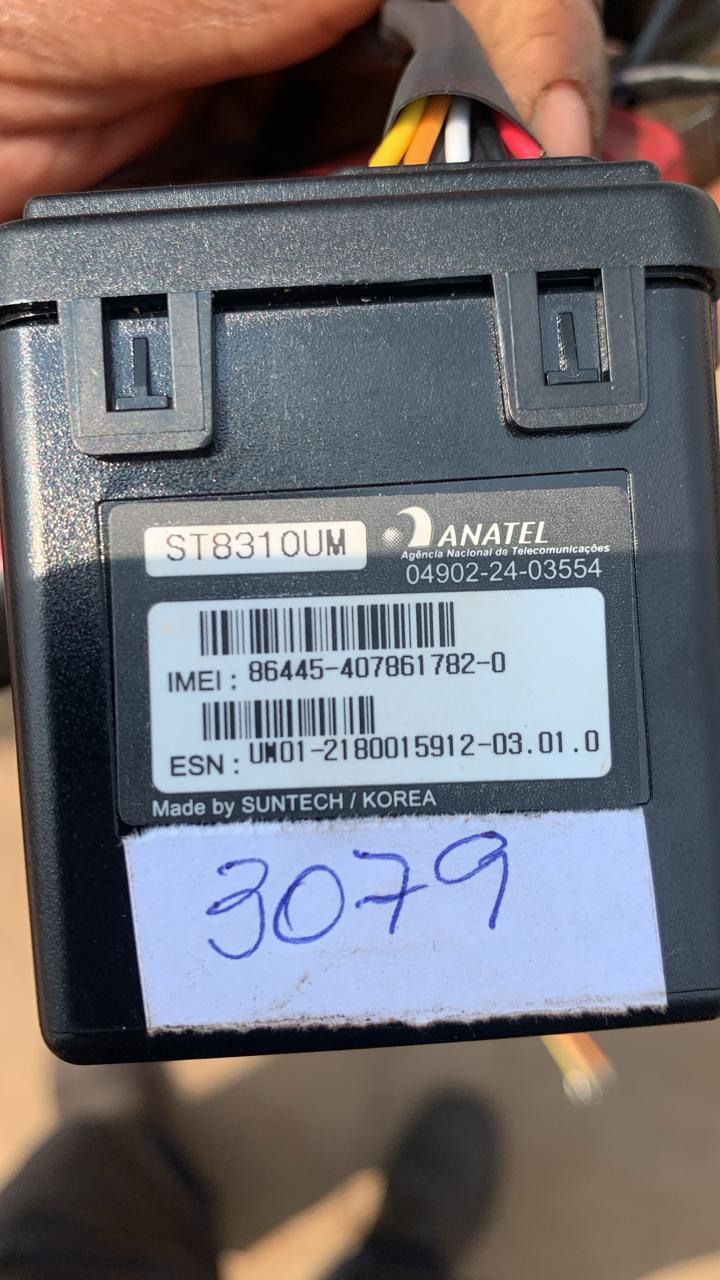 ST8310UM
ANATEL
Agência Nacional de Telecomunicações
04902-24-03554
IMEI : 86445-407861782-0
ESN : UM01-2180015912-03.01.0
Made by SUNTECH / KOREA
3079